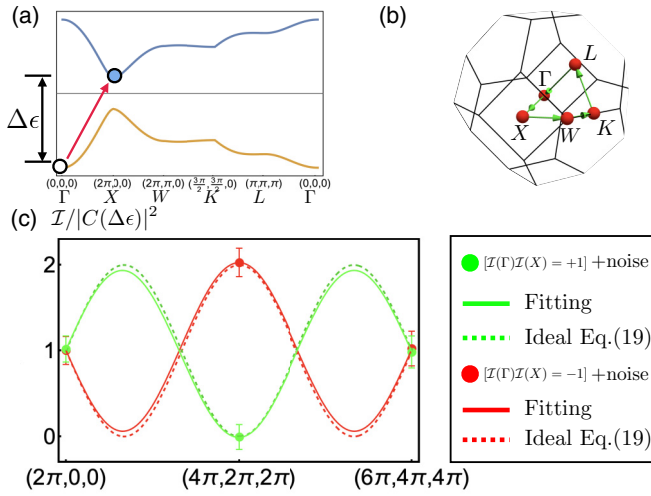 (a)
Δϵ
(0,0,0) (2π,0,0) (2π,π,0) (3π/2,3π/2,0) (π,π,π) (0,0,0)
Γ X W K L Γ
(b)
L
Γ
X W K
(c) I/|C(Δϵ)|²
2
1
0
(2π,0,0) (4π,2π,2π) (6π,4π,4π)
[I(Γ)I(X)=+1]+noise
Fitting
Ideal Eq.(19)
[I(Γ)I(X)=−1]+noise
Fitting
Ideal Eq.(19)